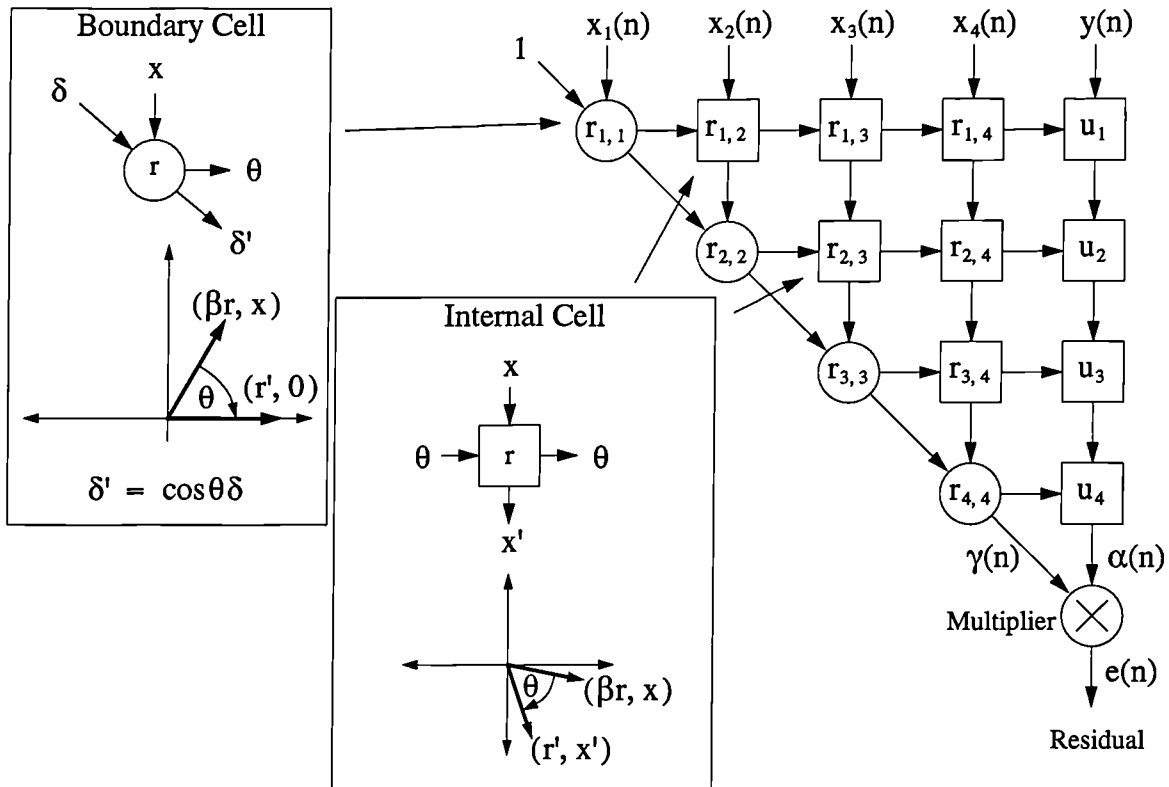 Boundary Cell
x
δ
r
θ
δ'
(βr, x)
θ
(r', 0)
δ' = cosθδ
Internal Cell
x
θ
r
θ
x'
θ
(βr, x)
(r', x')
1
x₁(n)
x₂(n)
x₃(n)
x₄(n)
y(n)
r₁, ₁
r₁, ₂
r₁, ₃
r₁, ₄
u₁
r₂, ₂
r₂, ₃
r₂, ₄
u₂
r₃, ₃
r₃, ₄
u₃
r₄, ₄
u₄
γ(n)
α(n)
Multiplier
e(n)
Residual